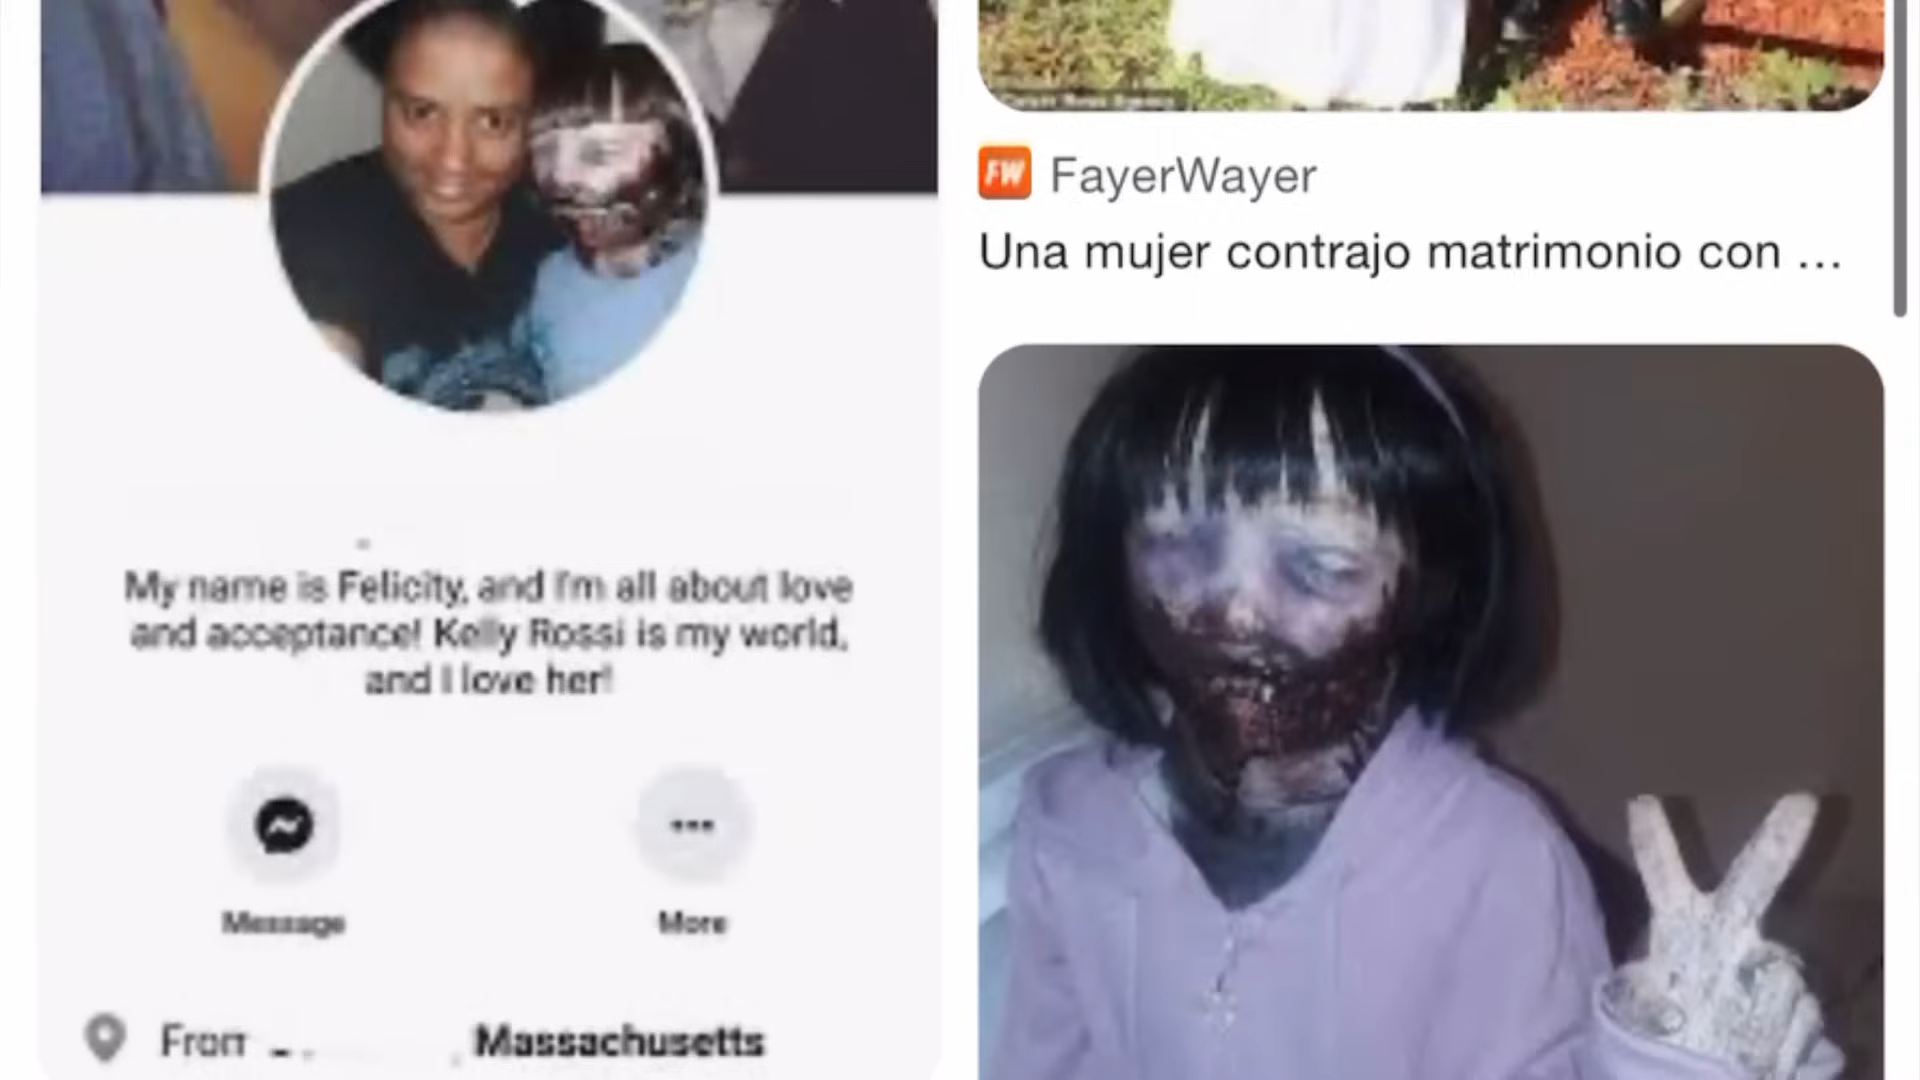 My name is Felicity, and I'm all about love
and acceptance! Kelly Rossi is my world,
and I love her!
Message
More
From
Massachusetts
FW FayerWayer
Una mujer contrajo matrimonio con ...